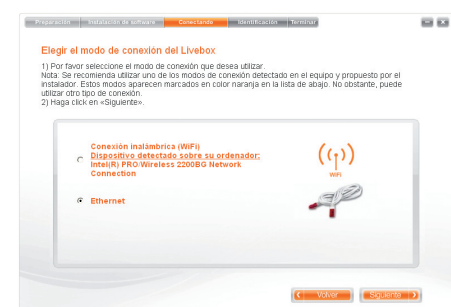 Preparación Instalación de software Conectando Identificación Terminar
Elegir el modo de conexión del Livebox
1) Por favor seleccione el modo de conexión que desea utilizar.
Nota: Se recomienda utilizar uno de los modos de conexión detectado en el equipo y propuesto por el
instalador. Estos modos aparecen marcados en color naranja en la lista de abajo. No obstante, puede
utilizar otro tipo de conexión.
2) Haga click en «Siguiente».
Conexión inalámbrica (WiFi)
Dispositivo detectado sobre su ordenador:
Intel(R) PRO/Wireless 2200BG Network
Connection
WiFi
Ethernet
Volver Siguiente